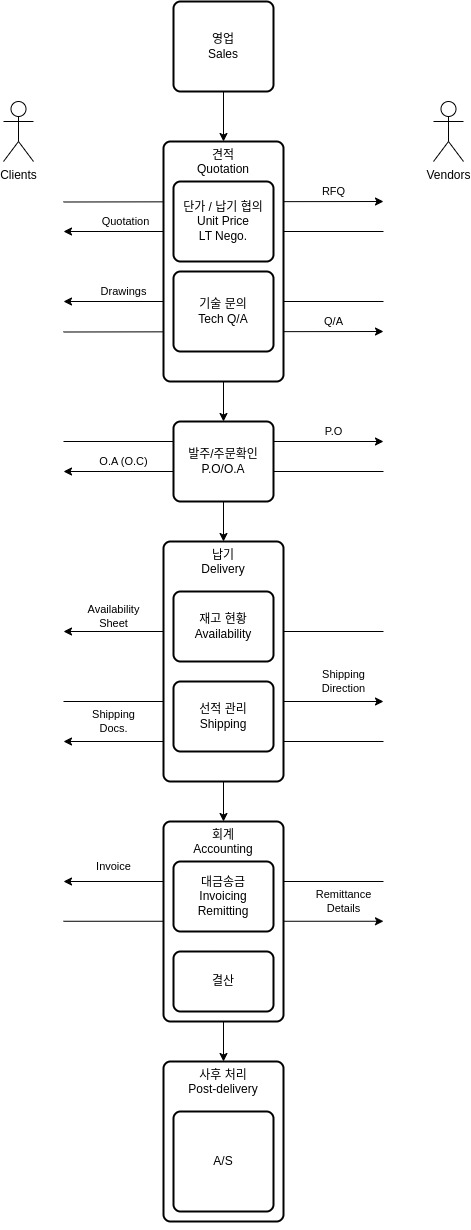 영업
Sales
Clients
Vendors
견적
Quotation
단가 / 납기 협의
Unit Price
LT Nego.
RFQ
Quotation
기술 문의
Tech Q/A
Drawings
Q/A
발주/주문확인
P.O/O.A
P.O
O.A (O.C)
납기
Delivery
재고 현황
Availability
Availability
Sheet
선적 관리
Shipping
Shipping
Direction
Shipping
Docs.
회계
Accounting
대금송금
Invoicing
Remitting
Invoice
Remittance
Details
결산
사후 처리
Post-delivery
A/S